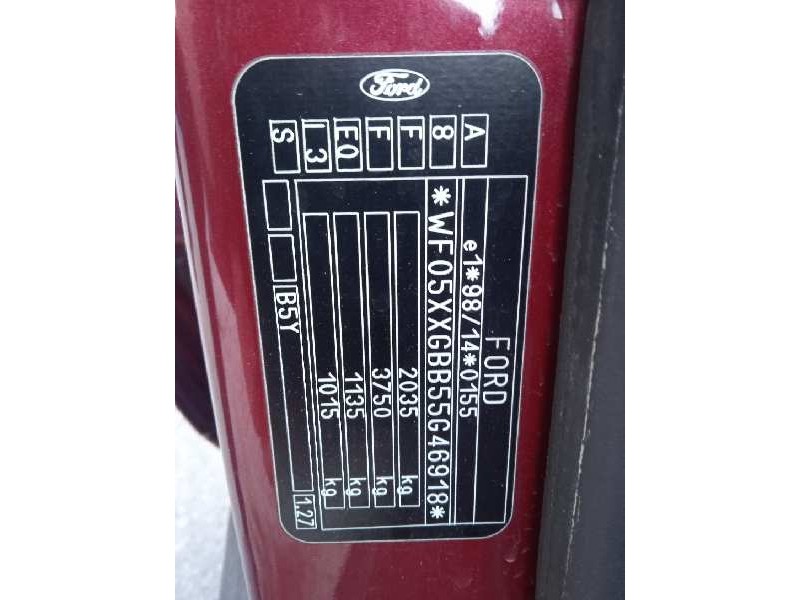 Ford
FORD
A e1*98/14*0155
8 *WF05XXGBB55G46918*
F 2035 kg
F 3750 kg
EQ 1135 kg
I 3 1015 kg
S B5Y 1.27